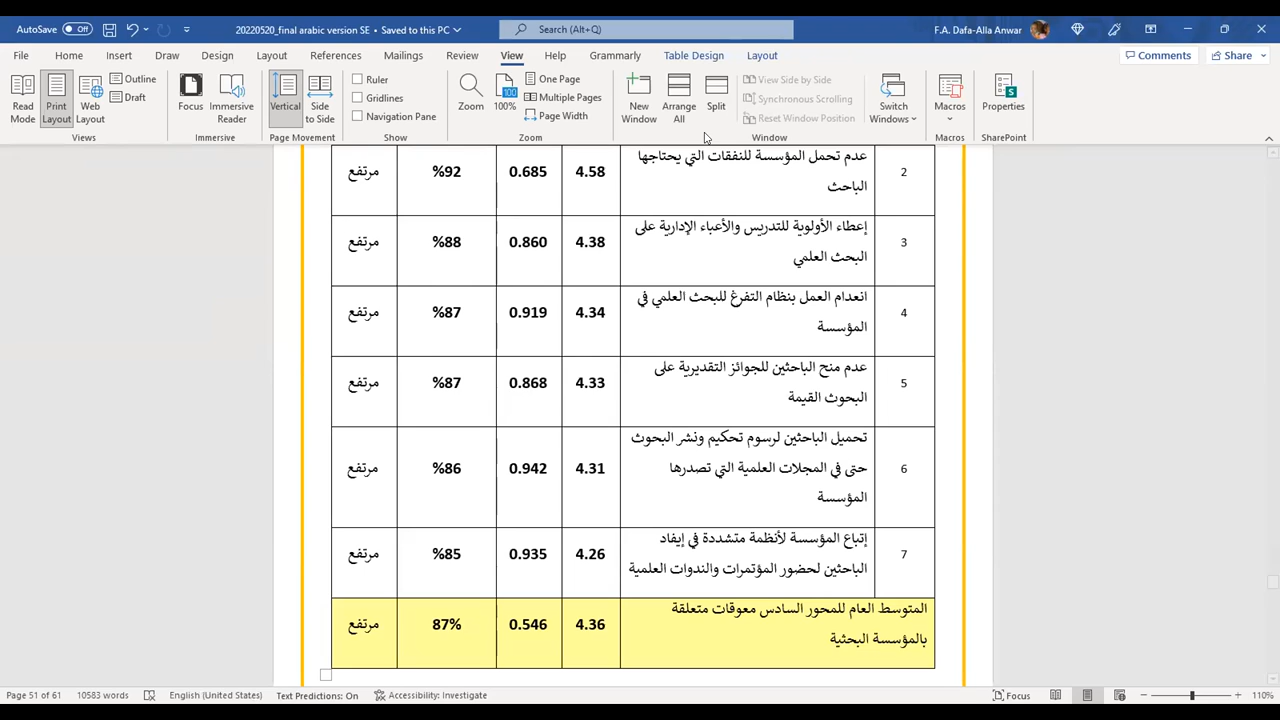 AutoSave Off
20220520_final arabic version SE - Saved to this PC
Search (Alt+Q)
F.A. Dafa-Alla Anwar
File Home Insert Draw Design Layout References Mailings Review View Help Grammarly Table Design Layout
Comments Share
Read Mode
Print Layout
Web Layout
Outline
Draft
Views
Focus
Immersive Reader
Immersive
Vertical
Side to Side
Page Movement
Ruler
Gridlines
Navigation Pane
Show
Zoom
100
100%
One Page
Multiple Pages
Page Width
Zoom
New Window
Arrange All
Split
View Side by Side
Synchronous Scrolling
Reset Window Position
Window
Switch Windows
Macros
Macros
Properties
SharePoint
2 عدم تحمل المؤسسة للنفقات التي يحتاجها
الباحث
4.58 0.685 %92 مرتفع
3 إعطاء الأولوية للتدريس والأعباء الإدارية على
البحث العلمي
4.38 0.860 %88 مرتفع
4 انعدام العمل بنظام التفرغ للبحث العلمي في
المؤسسة
4.34 0.919 %87 مرتفع
5 عدم منح الباحثين للجوائز التقديرية على
البحوث القيمة
4.33 0.868 %87 مرتفع
6 تحميل الباحثين لرسوم تحكيم ونشر البحوث
حتى في المجلات العلمية التي تصدرها
المؤسسة
4.31 0.942 %86 مرتفع
7 إتباع المؤسسة لأنظمة متشددة في إيفاد
الباحثين لحضور المؤتمرات والندوات العلمية
4.26 0.935 %85 مرتفع
المتوسط العام للمحور السادس معوقات متعلقة
بالمؤسسة البحثية
4.36 0.546 87% مرتفع
Page 51 of 61 10583 words English (United States) Text Predictions: On Accessibility: Investigate Focus 110%